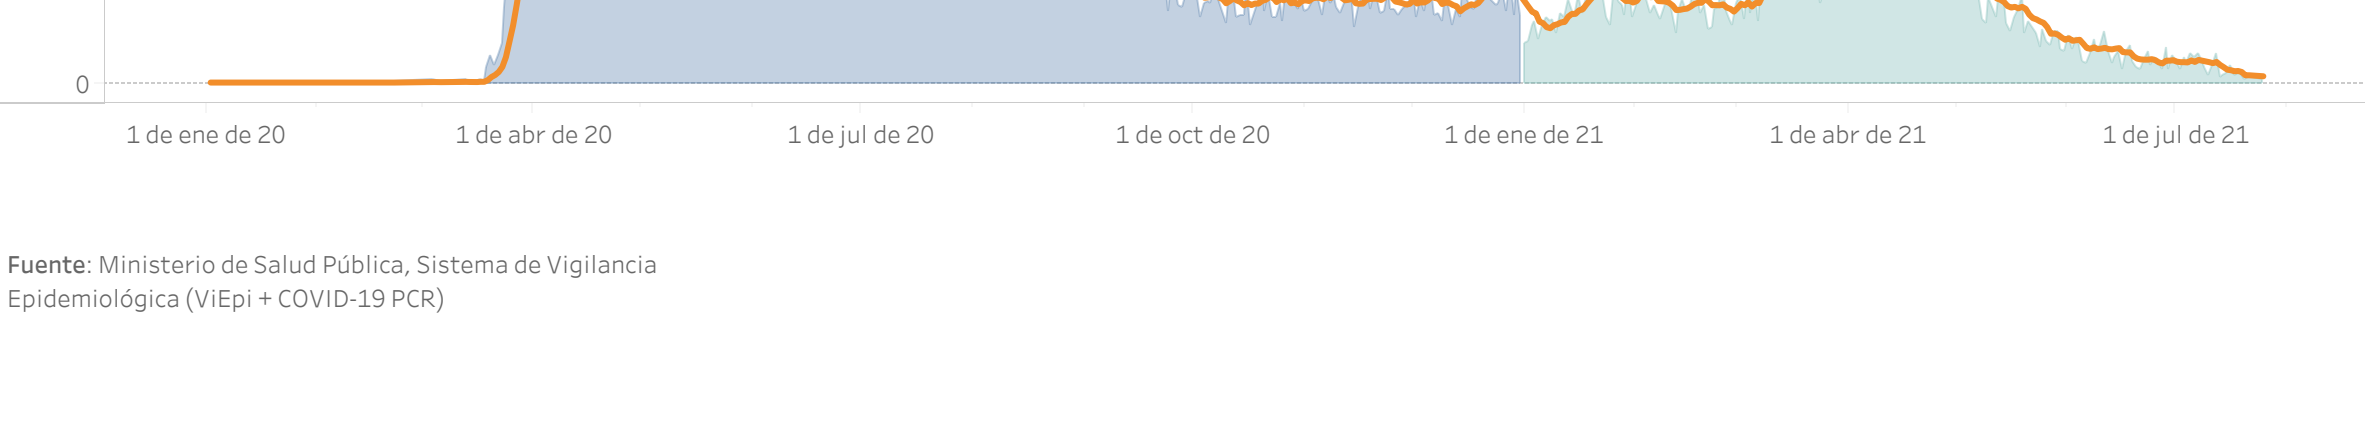 0
1 de ene de 20 1 de abr de 20 1 de jul de 20 1 de oct de 20 1 de ene de 21 1 de abr de 21 1 de jul de 21
Fuente: Ministerio de Salud Pública, Sistema de Vigilancia
Epidemiológica (ViEpi + COVID-19 PCR)